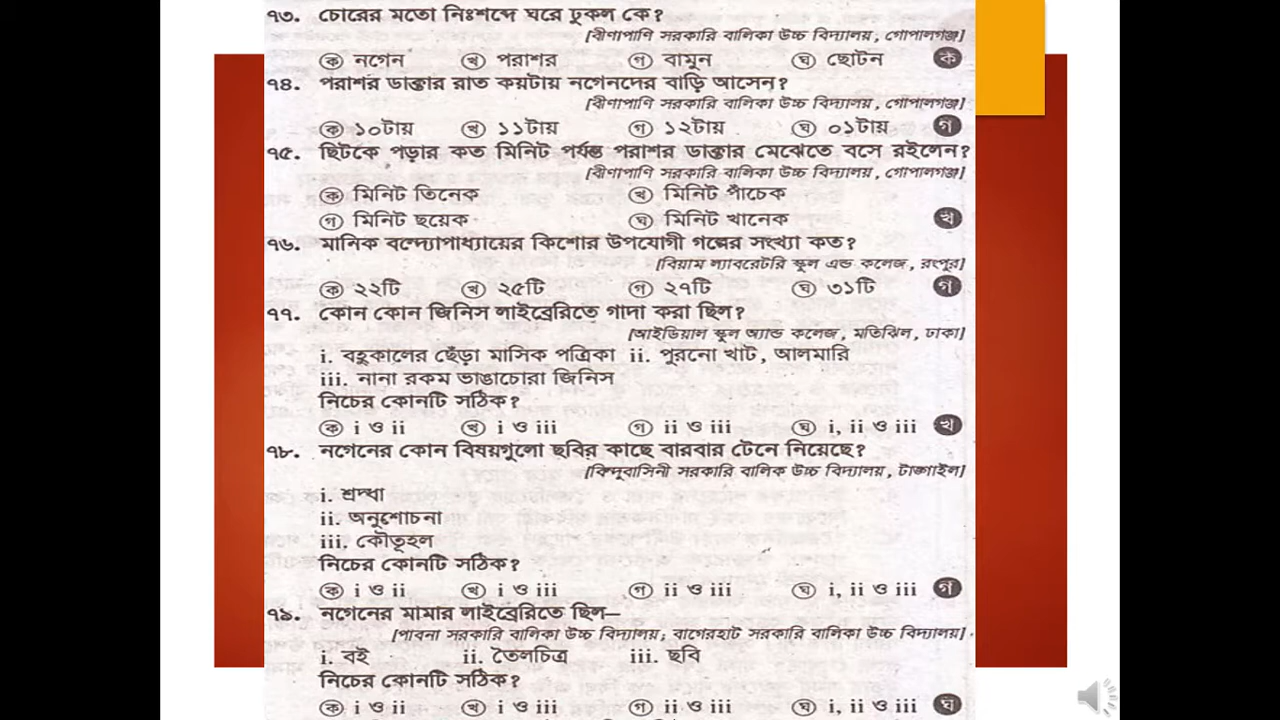 ৭৩. চোরের মতো নিঃশব্দে ঘরে ঢুকল কে?
[বীণাপাণি সরকারি বালিকা উচ্চ বিদ্যালয়, গোপালগঞ্জ]
ক নগেন খ পরাশর গ বামুন ঘ ছোটন ক
৭৪. পরাশর ডাক্তার রাত কয়টায় নগেনদের বাড়ি আসেন?
[বীণাপাণি সরকারি বালিকা উচ্চ বিদ্যালয়, গোপালগঞ্জ]
ক ১০টায় খ ১১টায় গ ১২টায় ঘ ০১টায় গ
৭৫. ছিটকে পড়ার কত মিনিট পর্যন্ত পরাশর ডাক্তার মেঝেতে বসে রইলেন?
[বীণাপাণি সরকারি বালিকা উচ্চ বিদ্যালয়, গোপালগঞ্জ]
ক মিনিট তিনেক খ মিনিট পাঁচেক
গ মিনিট ছয়েক ঘ মিনিট খানেক খ
৭৬. মানিক বন্দ্যোপাধ্যায়ের কিশোর উপযোগী গল্পের সংখ্যা কত?
[বিয়াম ল্যাবরেটরি স্কুল এন্ড কলেজ, রংপুর]
ক ২২টি খ ২৫টি গ ২৭টি ঘ ৩১টি গ
৭৭. কোন কোন জিনিস লাইব্রেরিতে গাদা করা ছিল?
[আইডিয়াল স্কুল অ্যান্ড কলেজ, মতিঝিল, ঢাকা]
i. বহুকালের ছেঁড়া মাসিক পত্রিকা ii. পুরনো খাট, আলমারি
iii. নানা রকম ভাঙাচোরা জিনিস
নিচের কোনটি সঠিক?
ক i ও ii খ i ও iii গ ii ও iii ঘ i, ii ও iii খ
৭৮. নগেনের কোন বিষয়গুলো ছবির কাছে বারবার টেনে নিয়েছে?
[বিন্দুবাসিনী সরকারি বালিক উচ্চ বিদ্যালয়, টাঙ্গাইল]
i. শ্রদ্ধা
ii. অনুশোচনা
iii. কৌতূহল
নিচের কোনটি সঠিক?
ক i ও ii খ i ও iii গ ii ও iii ঘ i, ii ও iii গ
৭৯. নগেনের মামার লাইব্রেরিতে ছিল—
[পাবনা সরকারি বালিকা উচ্চ বিদ্যালয়; বাগেরহাট সরকারি বালিকা উচ্চ বিদ্যালয়]
i. বই ii. তৈলচিত্র iii. ছবি
নিচের কোনটি সঠিক?
ক i ও ii খ i ও iii গ ii ও iii ঘ i, ii ও iii ঘ